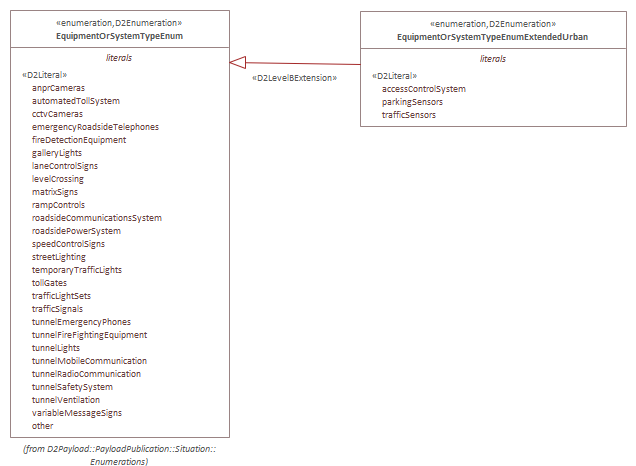 «enumeration,D2Enumeration»
EquipmentOrSystemTypeEnum
literals
«D2Literal»
anprCameras
automatedTollSystem
cctvCameras
emergencyRoadsideTelephones
fireDetectionEquipment
galleryLights
laneControlSigns
levelCrossing
matrixSigns
rampControls
roadsideCommunicationsSystem
roadsidePowerSystem
speedControlSigns
streetLighting
temporaryTrafficLights
tollGates
trafficLightSets
trafficSignals
tunnelEmergencyPhones
tunnelFireFightingEquipment
tunnelLights
tunnelMobileCommunication
tunnelRadioCommunication
tunnelSafetySystem
tunnelVentilation
variableMessageSigns
other
(from D2Payload::PayloadPublication::Situation::
Enumerations)
«D2LevelBExtension»
«enumeration,D2Enumeration»
EquipmentOrSystemTypeEnumExtendedUrban
literals
«D2Literal»
accessControlSystem
parkingSensors
trafficSensors